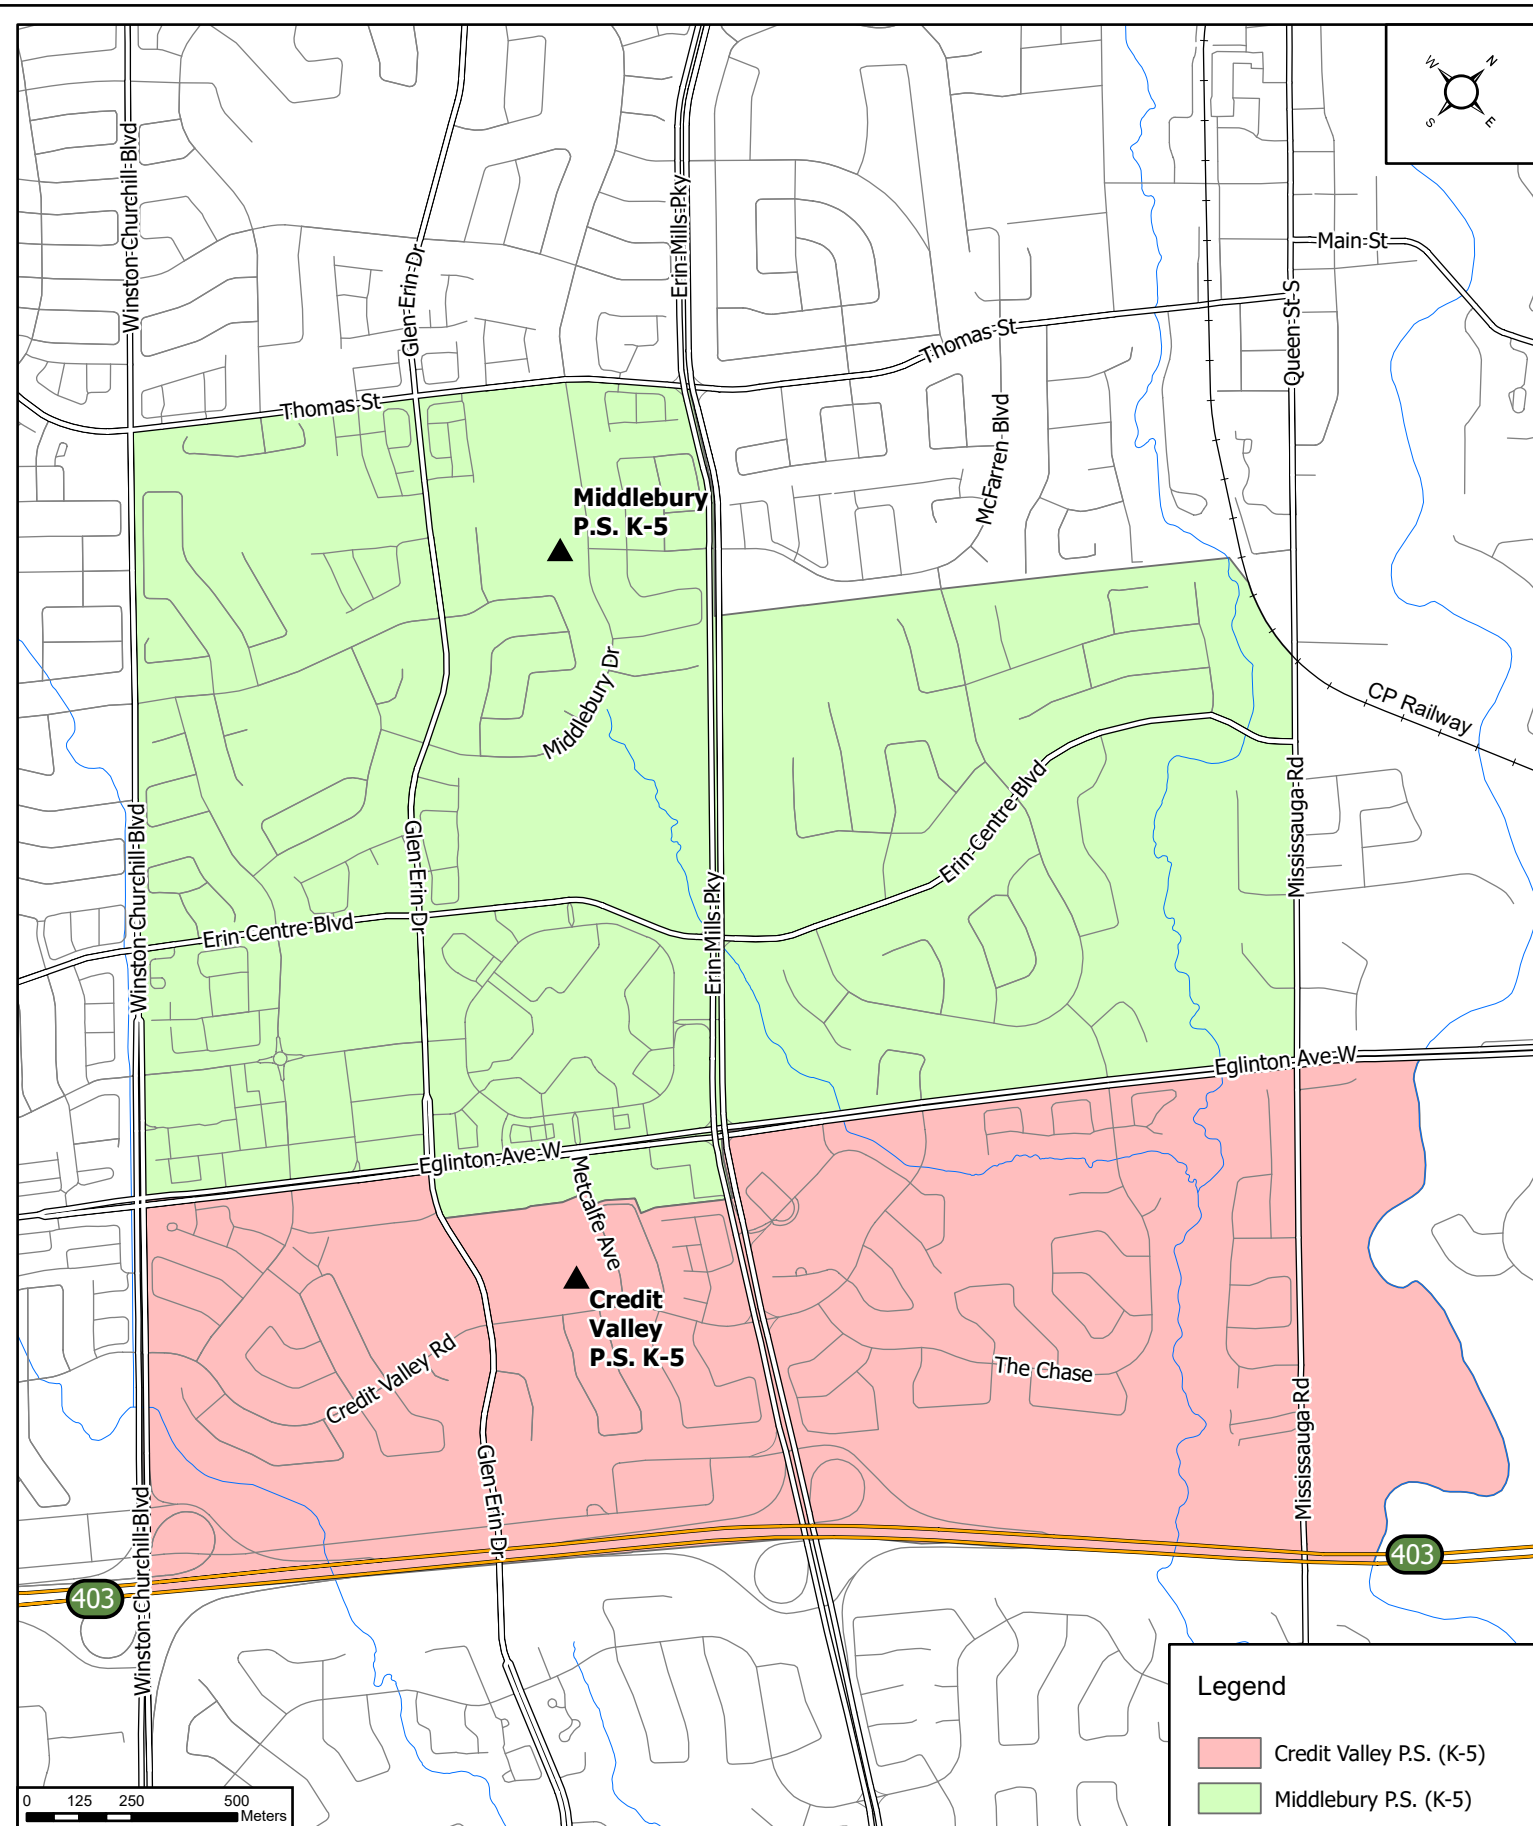 W
N
S
E
Winston Churchill Blvd
Glen Erin Dr
Erin Mills Pky
Main St
Queen St S
Thomas St
Thomas St
McFarren Blvd
Middlebury
P.S. K-5
Middlebury Dr
CP Railway
Winston Churchill Blvd
Glen Erin Dr
Erin Centre Blvd
Erin Centre Blvd
Erin Mills Pky
Mississauga Rd
Eglinton Ave W
Eglinton Ave W
Metcalfe Ave
Credit
Valley
P.S. K-5
Credit Valley Rd
The Chase
Mississauga Rd
Glen Erin Dr
Winston Churchill Blvd
403
403
Legend
Credit Valley P.S. (K-5)
Middlebury P.S. (K-5)
0 125 250 500
Meters